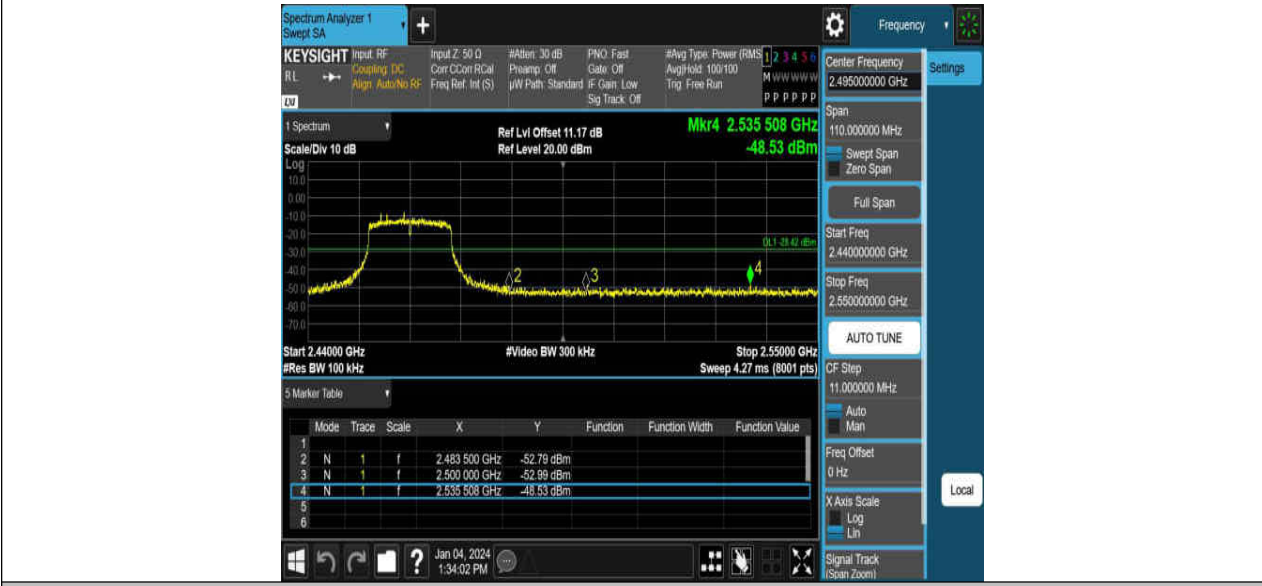 Spectrum Analyzer 1
Swept SA
+
Frequency
KEYSIGHT
RL
LXI
Input: RF
Coupling: DC
Align: Auto/No RF
Input Z: 50 Ω
Corr CCorr RCal
Freq Ref: Int (S)
#Atten: 30 dB
Preamp: Off
µW Path: Standard
PNO: Fast
Gate: Off
IF Gain: Low
Sig Track: Off
#Avg Type: Power (RMS
Avg|Hold: 100/100
Trig: Free Run
1 2 3 4 5 6
M W W W W W
P P P P P P
1 Spectrum
Scale/Div 10 dB
Ref Lvl Offset 11.17 dB
Ref Level 20.00 dBm
Mkr4 2.535 508 GHz
-48.53 dBm
Log
10.0
0.00
-10.0
-20.0
-30.0
-40.0
-50.0
-60.0
-70.0
DL1 -28.42 dBm
2
3
4
Start 2.44000 GHz
#Res BW 100 kHz
#Video BW 300 kHz
Stop 2.55000 GHz
Sweep 4.27 ms (8001 pts)
5 Marker Table
Mode Trace Scale X Y Function Function Width Function Value
1
2 N 1 f 2.483 500 GHz -52.79 dBm
3 N 1 f 2.500 000 GHz -52.99 dBm
4 N 1 f 2.535 508 GHz -48.53 dBm
5
6
?
Jan 04, 2024
1:34:02 PM
Center Frequency
2.495000000 GHz
Span
110.000000 MHz
Swept Span
Zero Span
Full Span
Start Freq
2.440000000 GHz
Stop Freq
2.550000000 GHz
AUTO TUNE
CF Step
11.000000 MHz
Auto
Man
Freq Offset
0 Hz
X Axis Scale
Log
Lin
Signal Track
(Span Zoom)
Settings
Local